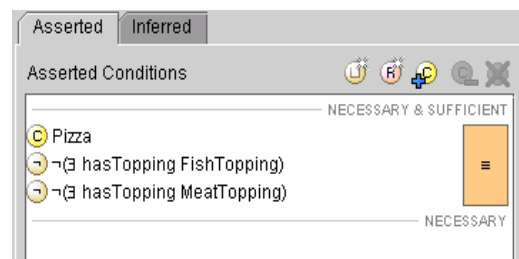 Asserted Inferred
Asserted Conditions
NECESSARY & SUFFICIENT
C Pizza
¬ ¬(∃ hasTopping FishTopping)
≡
¬ ¬(∃ hasTopping MeatTopping)
NECESSARY